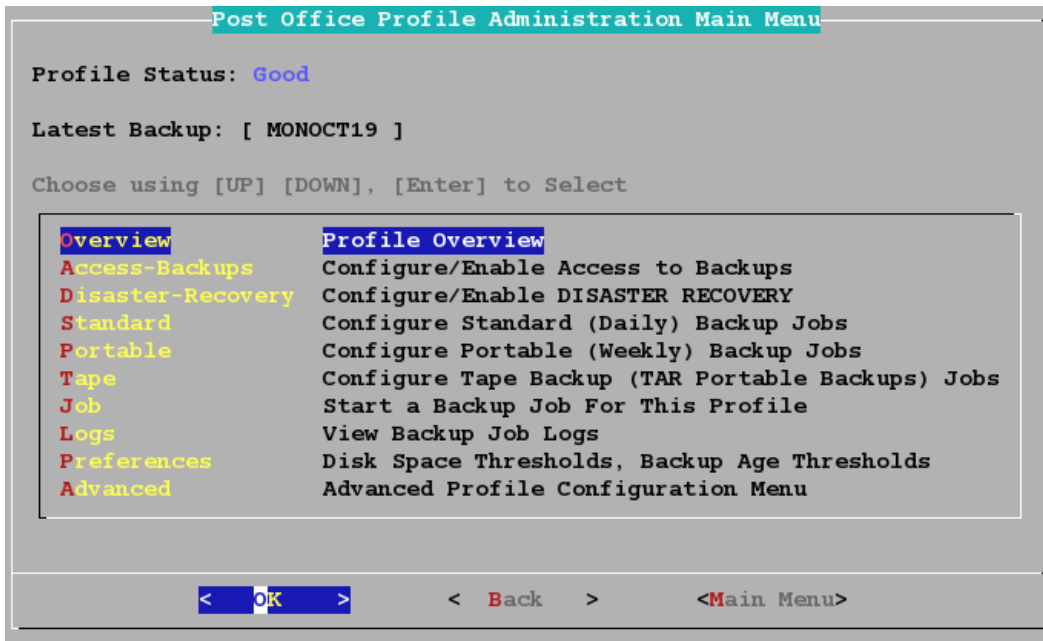 Post Office Profile Administration Main Menu
Profile Status: Good
Latest Backup: [ MONOCT19 ]
Choose using [UP] [DOWN], [Enter] to Select
Overview Profile Overview
Access-Backups Configure/Enable Access to Backups
Disaster-Recovery Configure/Enable DISASTER RECOVERY
Standard Configure Standard (Daily) Backup Jobs
Portable Configure Portable (Weekly) Backup Jobs
Tape Configure Tape Backup (TAR Portable Backups) Jobs
Job Start a Backup Job For This Profile
Logs View Backup Job Logs
Preferences Disk Space Thresholds, Backup Age Thresholds
Advanced Advanced Profile Configuration Menu
< OK > < Back > <Main Menu>